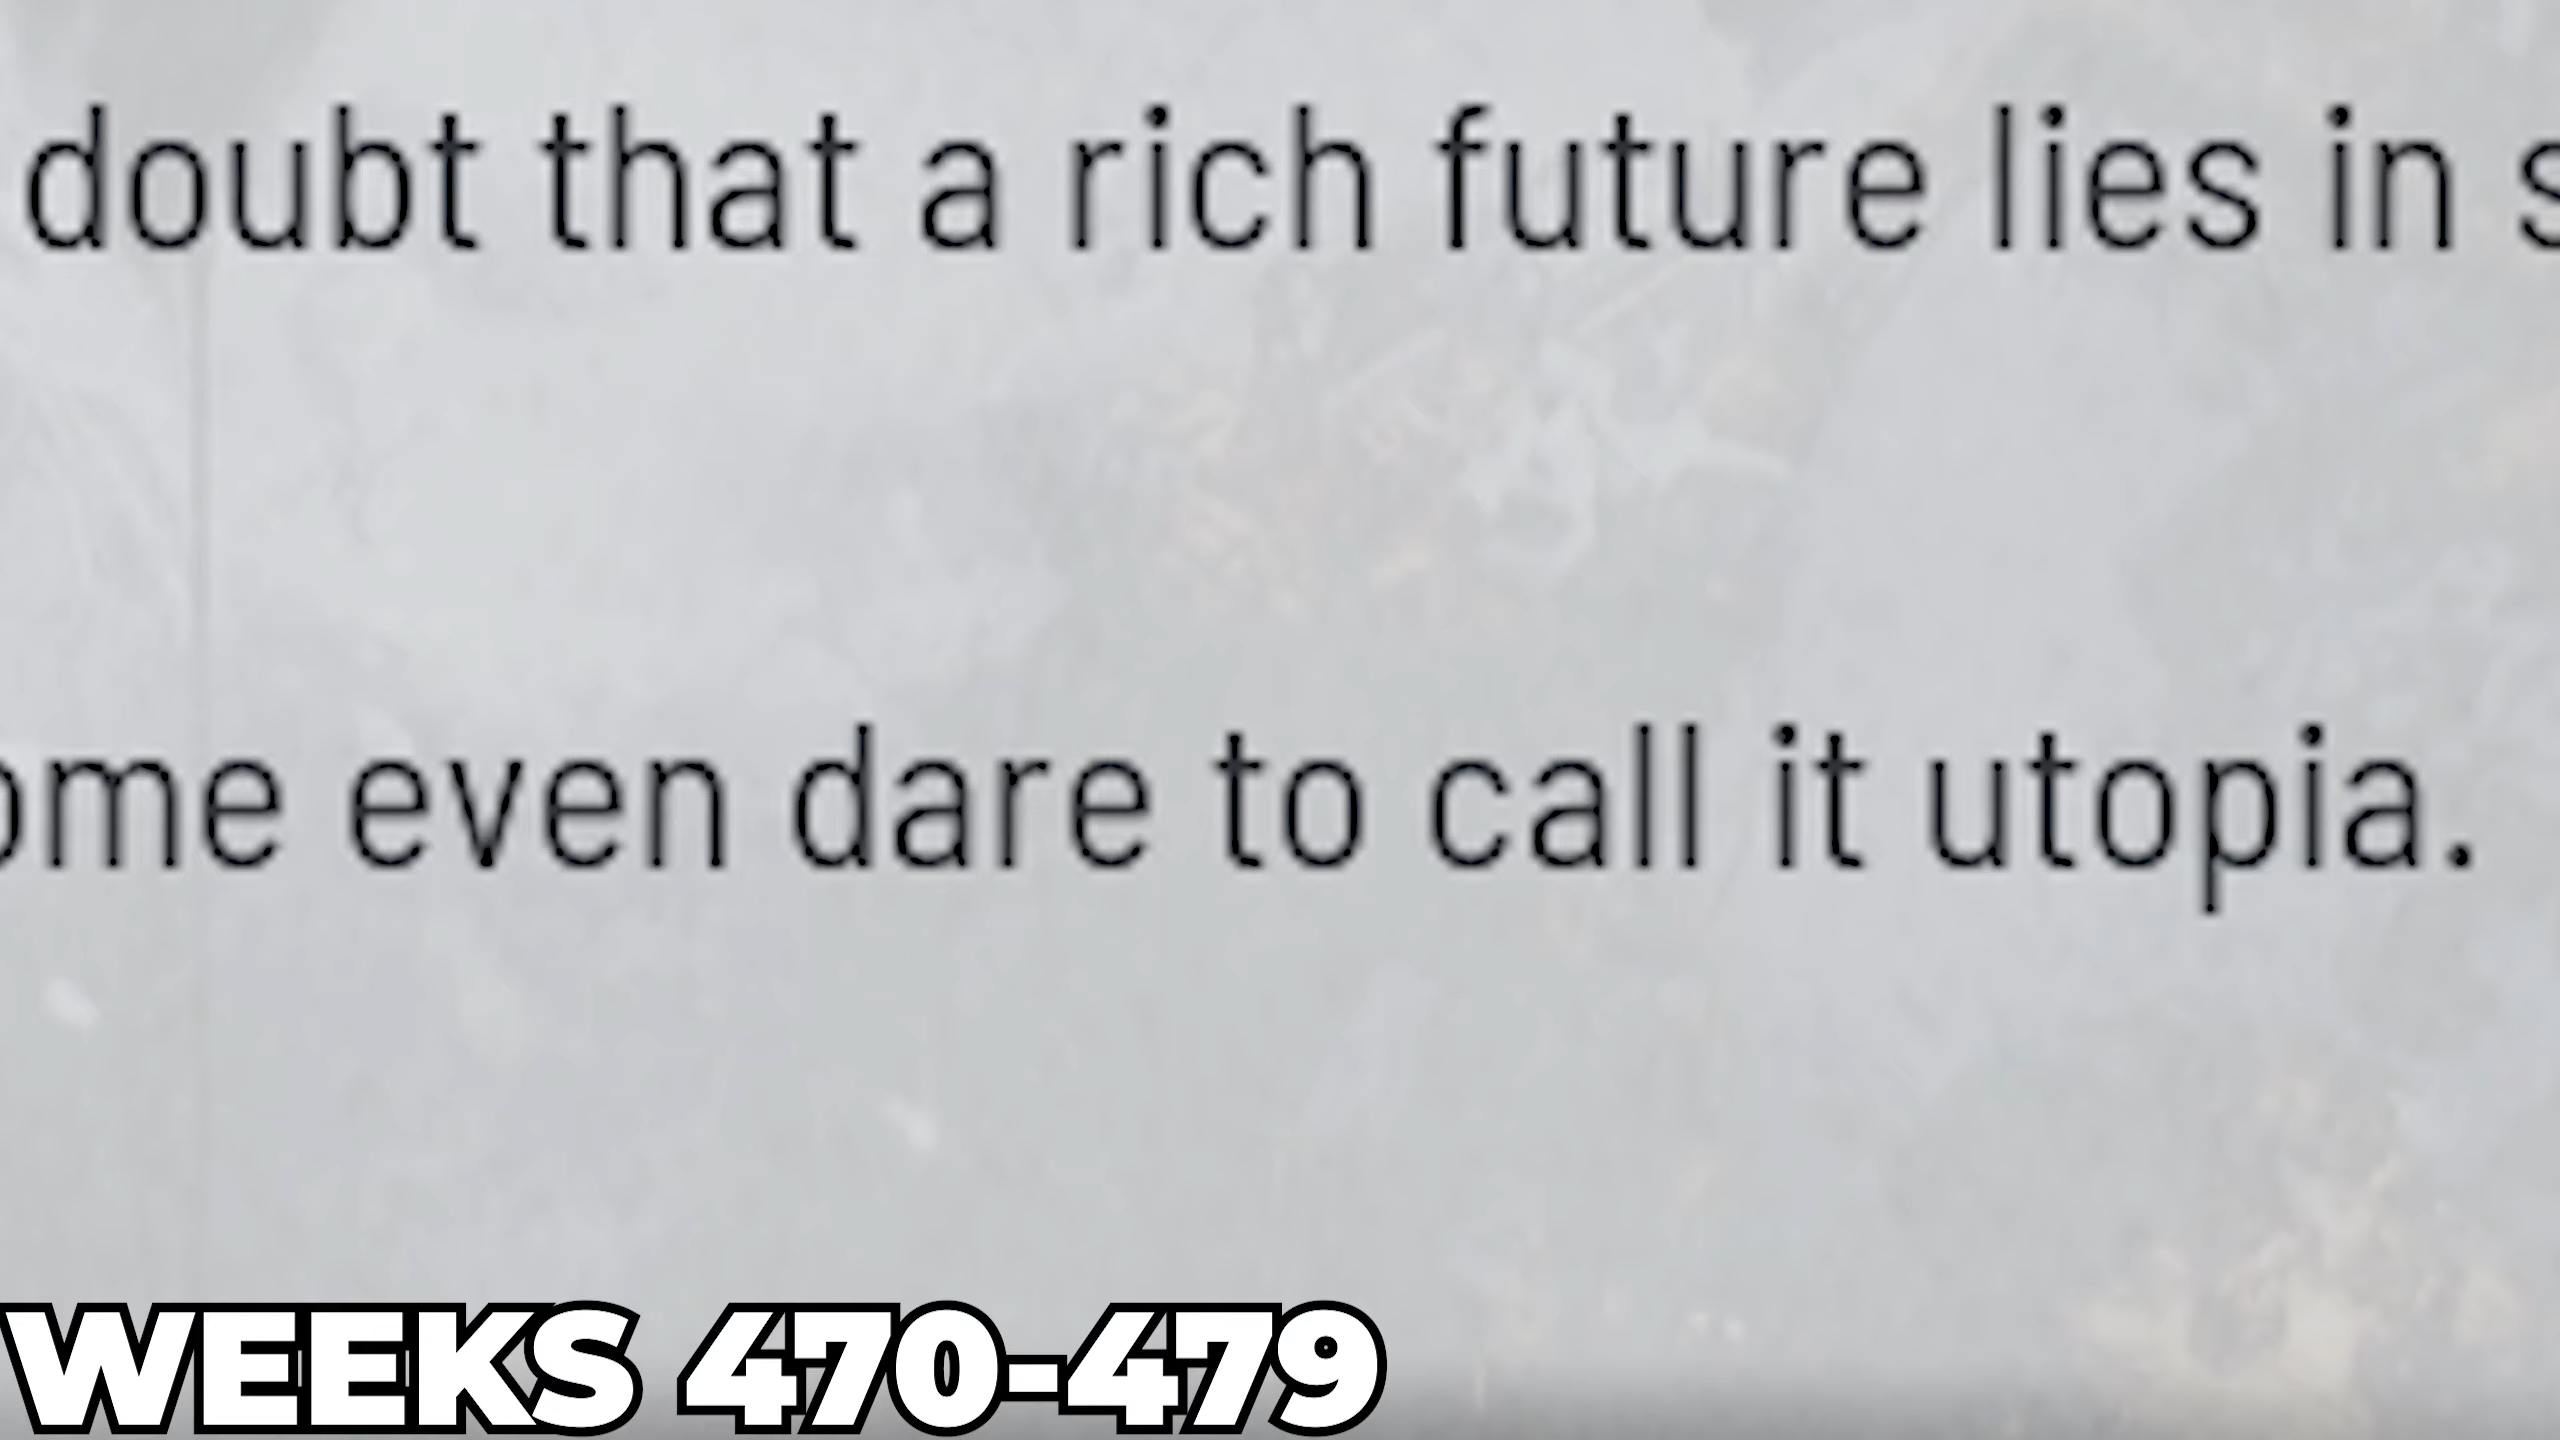 doubt that a rich future lies in s
ome even dare to call it utopia.
WEEKS 470-479